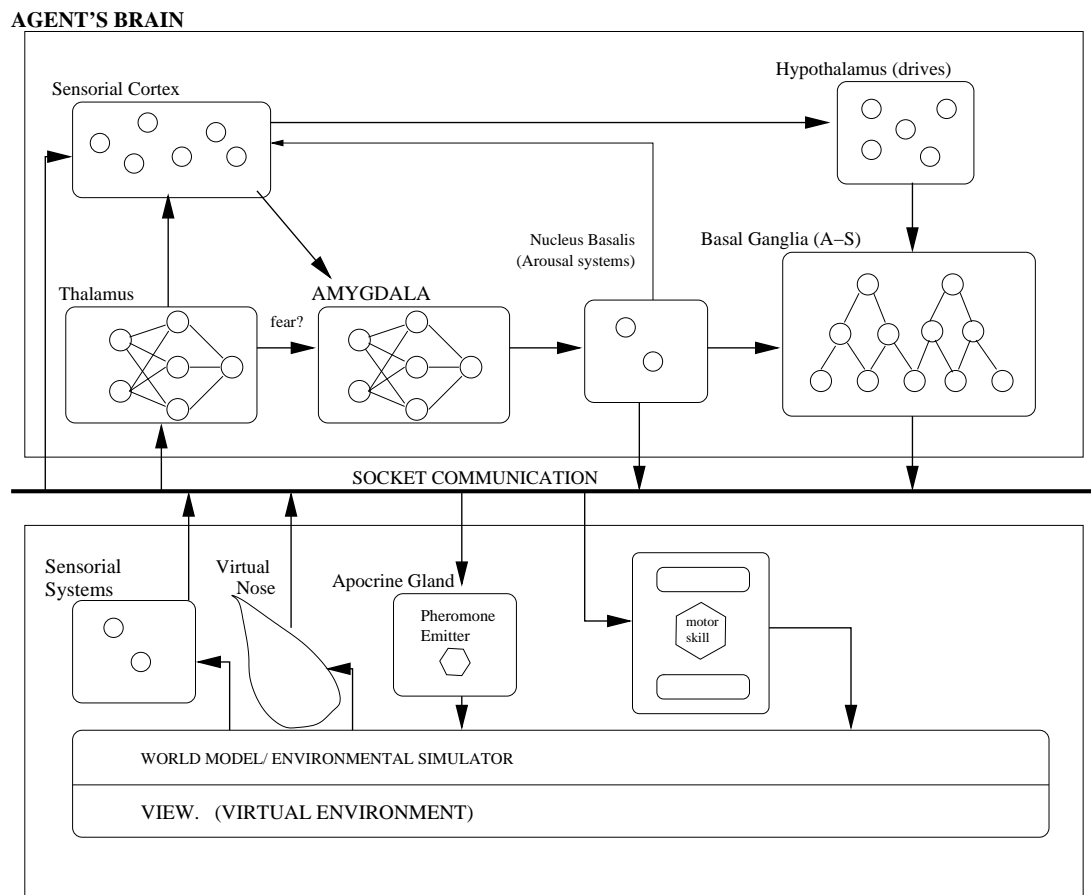 AGENT'S BRAIN
Hypothalamus (drives)
Sensorial Cortex
Nucleus Basalis
(Arousal systems)
Basal Ganglia (A–S)
Thalamus
AMYGDALA
fear?
SOCKET COMMUNICATION
Sensorial
Systems
Virtual
Nose
Apocrine Gland
Pheromone
Emitter
motor
skill
WORLD MODEL/ ENVIRONMENTAL SIMULATOR
VIEW. (VIRTUAL ENVIRONMENT)